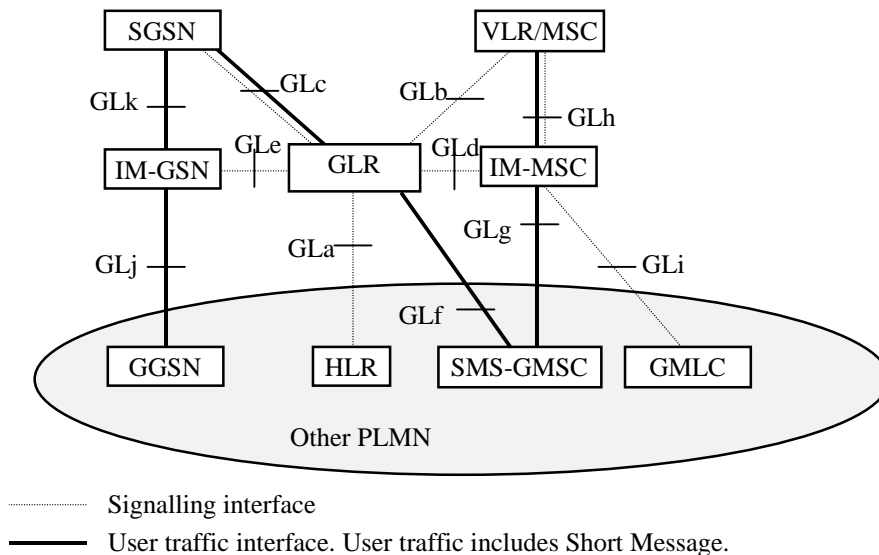 SGSN
VLR/MSC
GLc
GLb
GLk
GLh
GLe
GLd
IM-GSN
GLR
IM-MSC
GLa
GLg
GLj
GLi
GLf
GGSN
HLR
SMS-GMSC
GMLC
Other PLMN
Signalling interface
User traffic interface. User traffic includes Short Message.